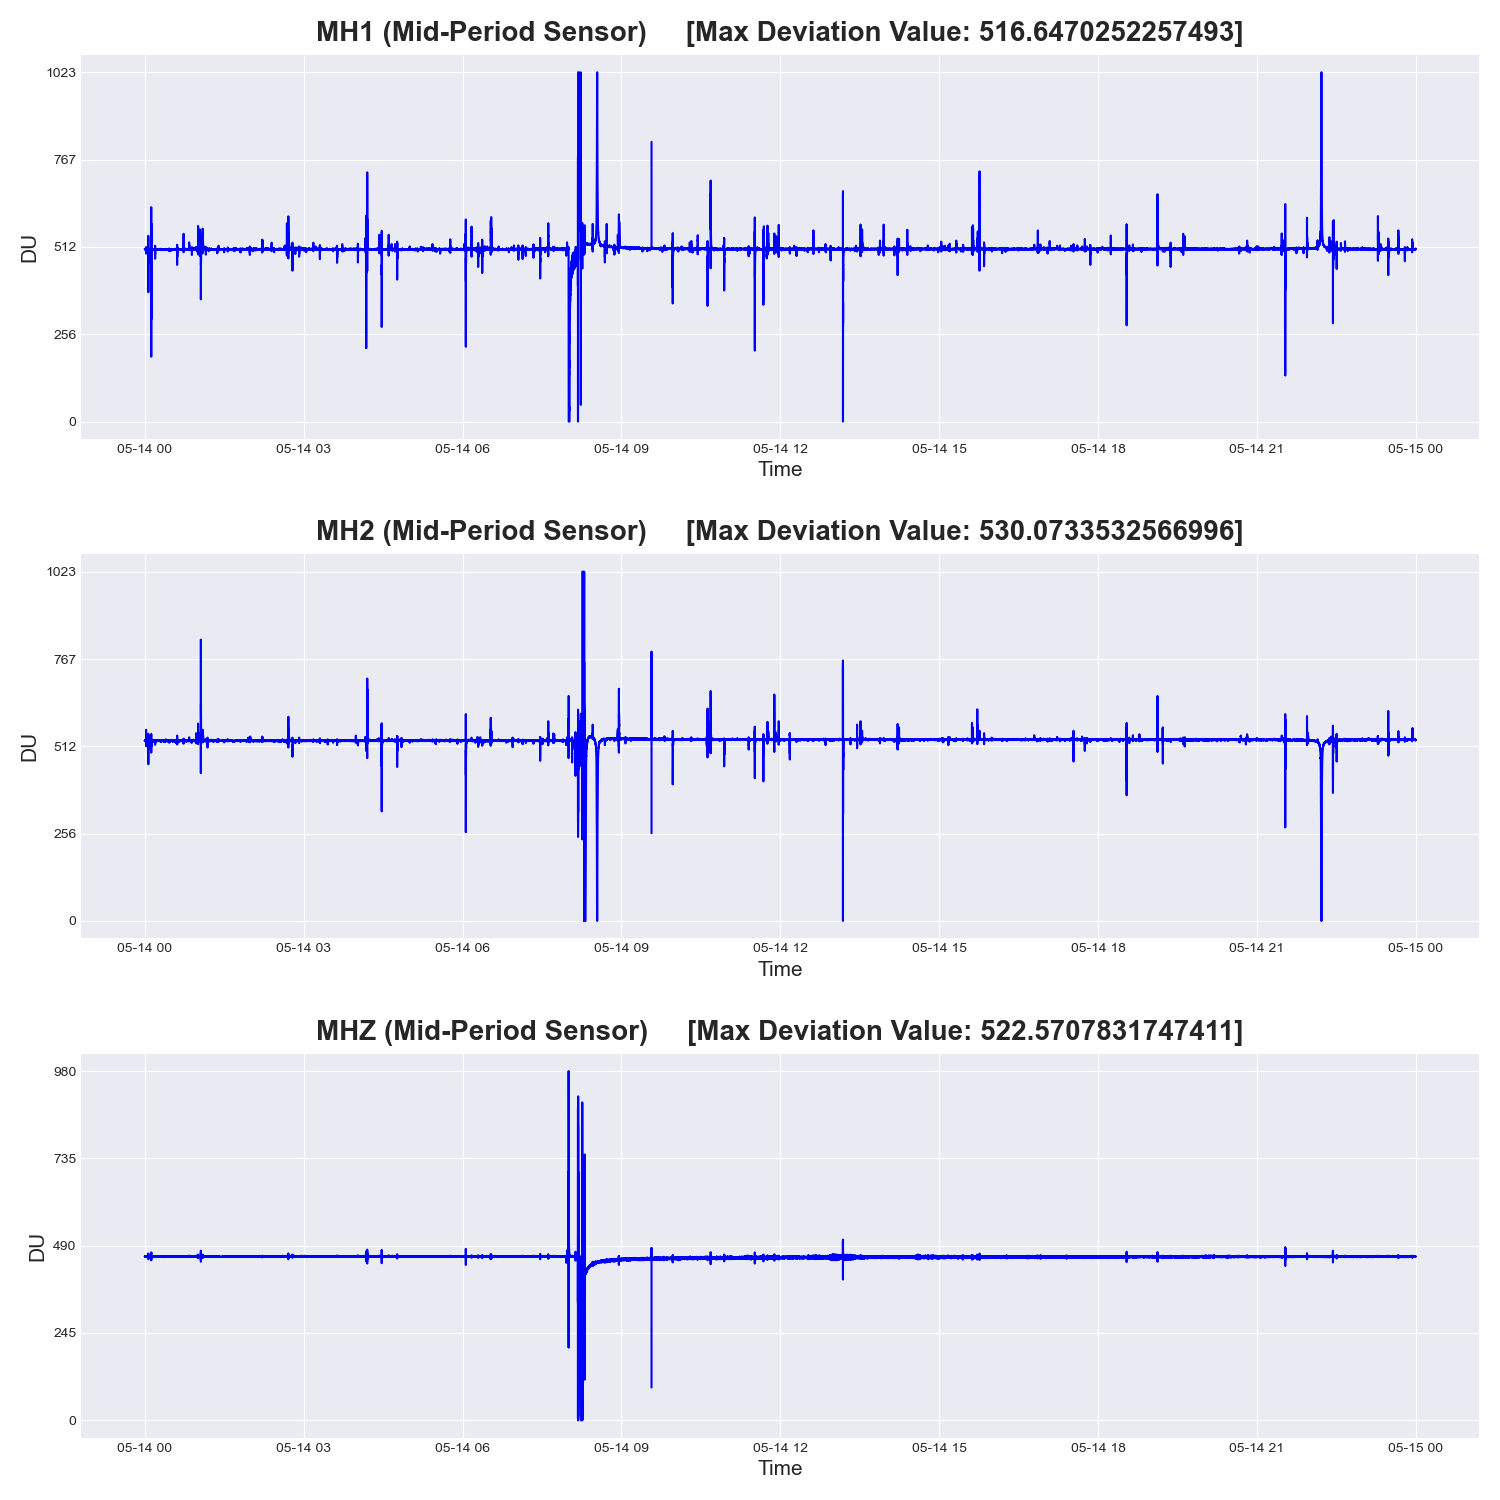 MH1 (Mid-Period Sensor) [Max Deviation Value: 516.6470252257493]
1023
767
512
256
0
DU
05-14 00 05-14 03 05-14 06 05-14 09 05-14 12 05-14 15 05-14 18 05-14 21 05-15 00
Time
MH2 (Mid-Period Sensor) [Max Deviation Value: 530.0733532566996]
1023
767
512
256
0
DU
05-14 00 05-14 03 05-14 06 05-14 09 05-14 12 05-14 15 05-14 18 05-14 21 05-15 00
Time
MHZ (Mid-Period Sensor) [Max Deviation Value: 522.5707831747411]
980
735
490
245
0
DU
05-14 00 05-14 03 05-14 06 05-14 09 05-14 12 05-14 15 05-14 18 05-14 21 05-15 00
Time